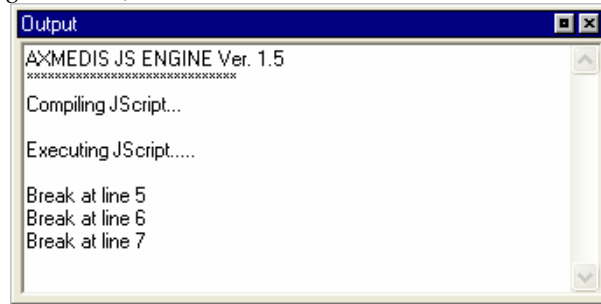 Output
AXMEDIS JS ENGINE Ver. 1.5
******************************
Compiling JScript...
Executing JScript.....
Break at line 5
Break at line 6
Break at line 7